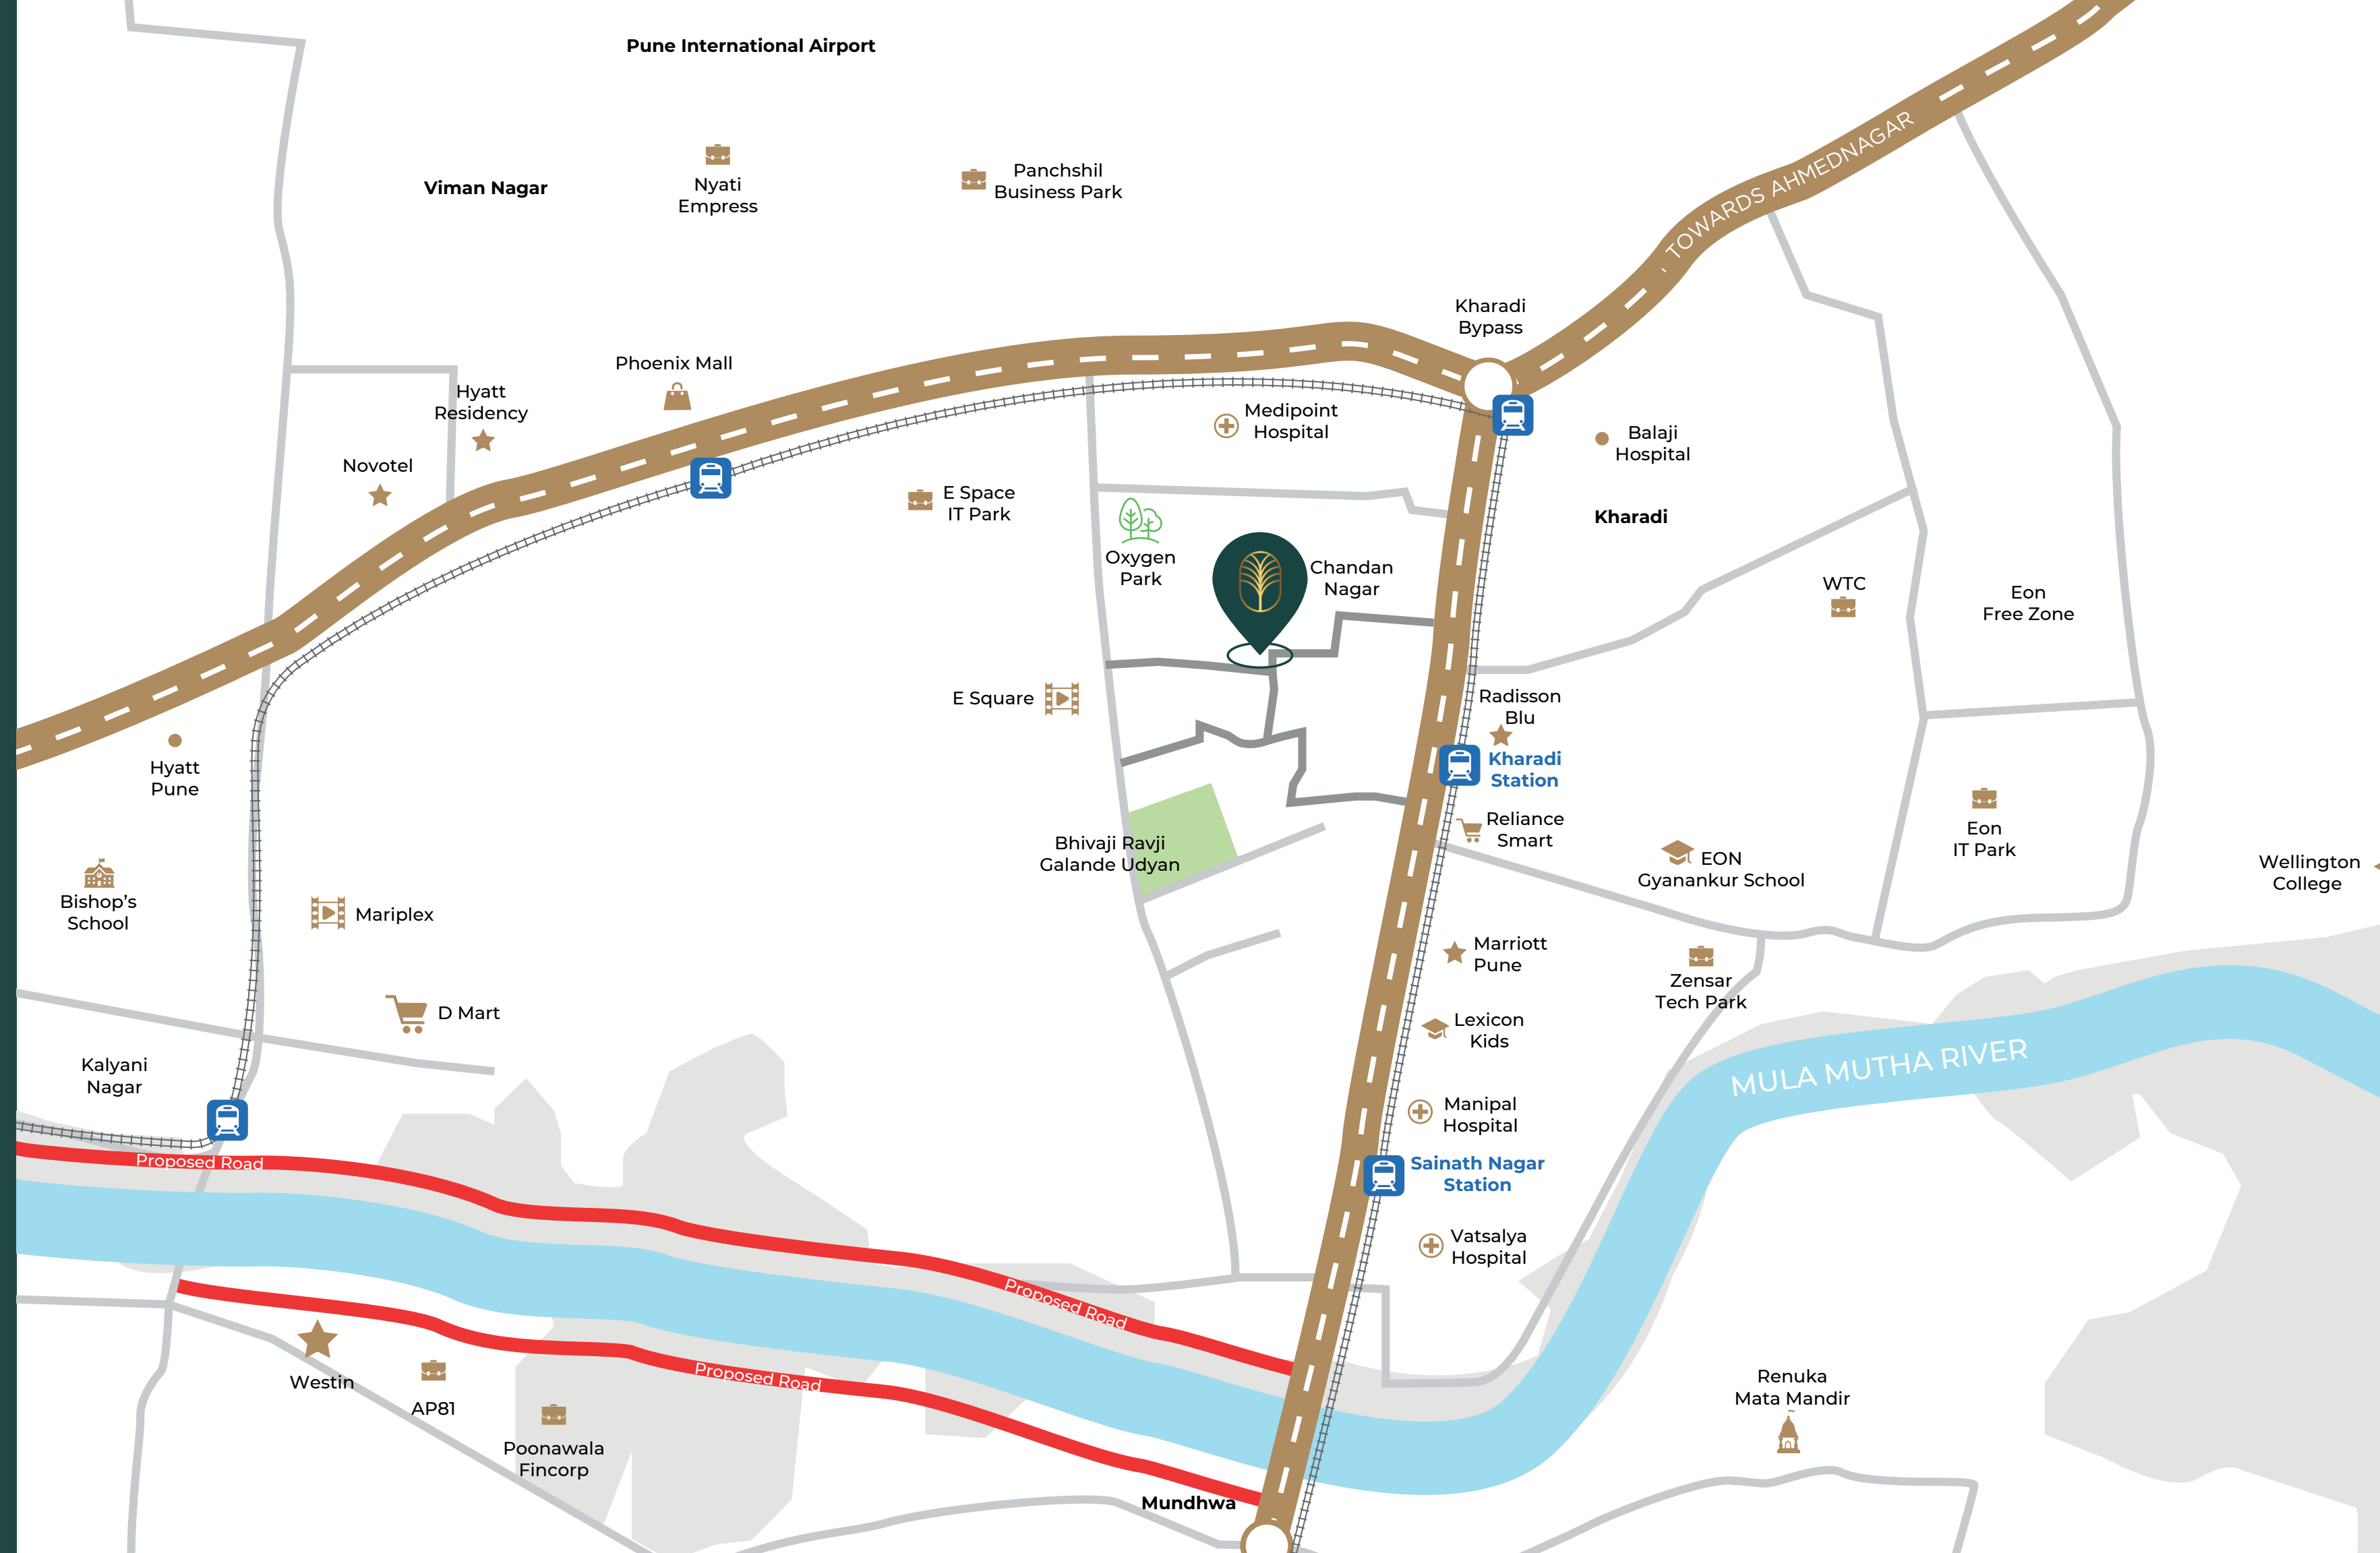 Pune International Airport
Viman Nagar
Nyati
Empress
Panchshil
Business Park
TOWARDS AHMEDNAGAR
Kharadi
Bypass
Phoenix Mall
Hyatt
Residency
Novotel
Medipoint
Hospital
Balaji
Hospital
E Space
IT Park
Kharadi
Oxygen
Park
Chandan
Nagar
WTC
Eon
Free Zone
E Square
Radisson
Blu
Kharadi
Station
Hyatt
Pune
Reliance
Smart
Bhivaji Ravji
Galande Udyan
EON
Gyanankur School
Eon
IT Park
Wellington
College
Bishop's
School
Mariplex
Marriott
Pune
Zensar
Tech Park
D Mart
Lexicon
Kids
Kalyani
Nagar
MULA MUTHA RIVER
Manipal
Hospital
Proposed Road
Sainath Nagar
Station
Vatsalya
Hospital
Proposed Road
Westin
AP81
Proposed Road
Renuka
Mata Mandir
Poonawala
Fincorp
Mundhwa